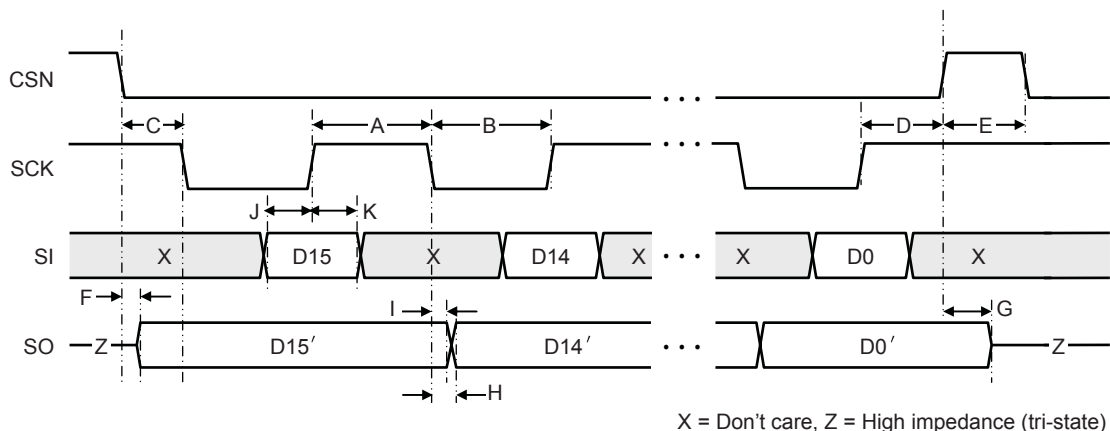 CSN
C A B D E
SCK
J K
SI X D15 X D14 X ··· X D0 X
F I G
SO Z D15′ D14′ ··· D0′ Z
H
X = Don't care, Z = High impedance (tri-state)